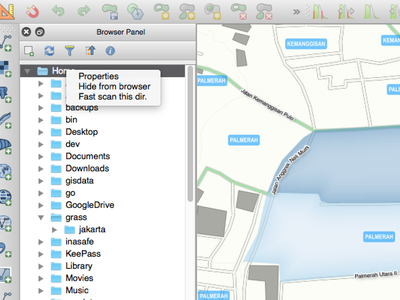 Browser Panel
Home
Properties
Hide from browser
Fast scan this dir.
backups
bin
Desktop
dev
Documents
Downloads
gisdata
go
GoogleDrive
grass
jakarta
inasafe
KeePass
Library
Movies
Music
KEMANGGISAN
PALMERAH
Jalan Kemanggisan Pulo
PALMERAH
Jalan Anggrek Neli Murni
PALMERAH
Palmerah Utara II
PALMERAH